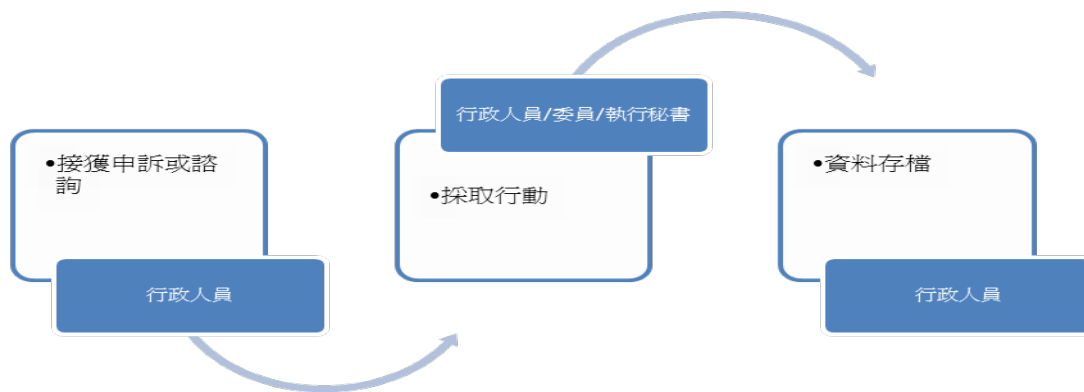 •接獲申訴或諮
詢
行政人員
行政人員/委員/執行秘書
•採取行動
•資料存檔
行政人員